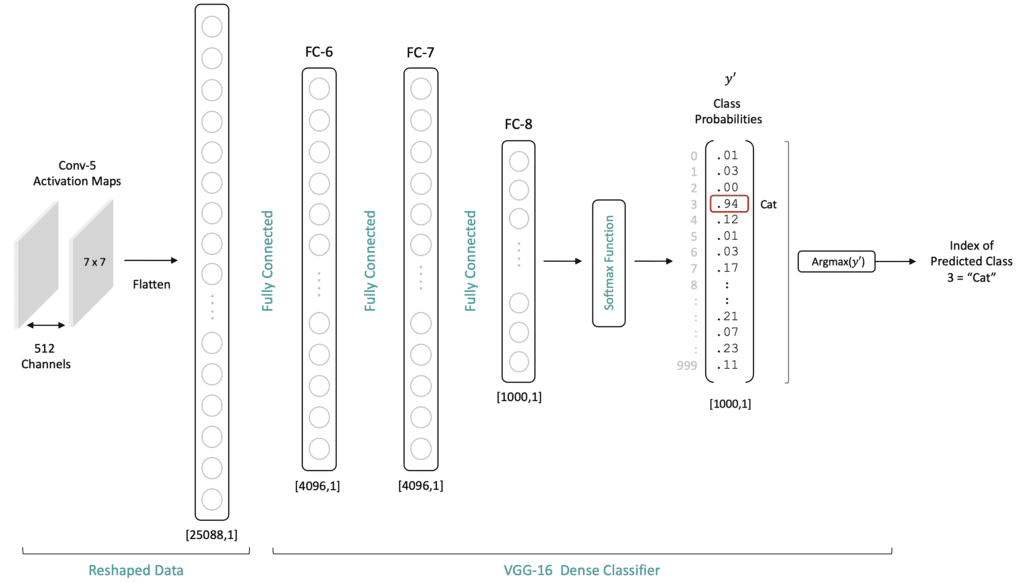 Conv-5
Activation Maps
7 x 7
512
Channels
Flatten
[25088,1]
Reshaped Data
Fully Connected
FC-6
[4096,1]
Fully Connected
FC-7
[4096,1]
Fully Connected
FC-8
[1000,1]
Softmax Function
y′
Class
Probabilities
0 .01
1 .03
2 .00
3 .94 Cat
4 .12
5 .01
6 .03
7 .17
8 :
: :
: .21
: .07
: .23
999 .11
[1000,1]
Argmax(y′)
Index of
Predicted Class
3 = “Cat”
VGG-16 Dense Classifier